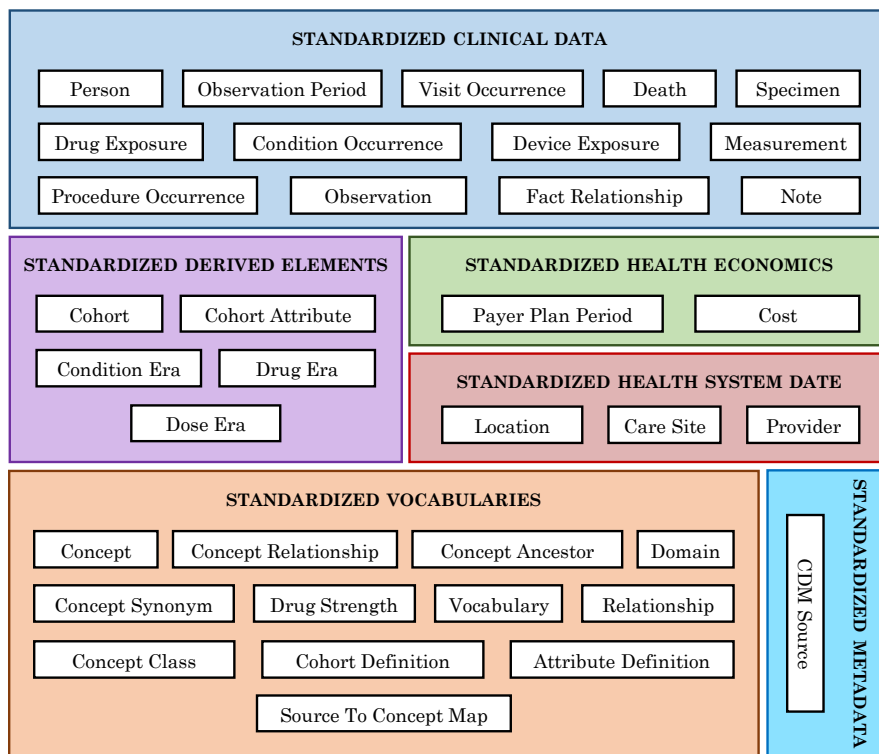 STANDARDIZED CLINICAL DATA
Person
Observation Period
Visit Occurrence
Death
Specimen
Drug Exposure
Condition Occurrence
Device Exposure
Measurement
Procedure Occurrence
Observation
Fact Relationship
Note
STANDARDIZED DERIVED ELEMENTS
Cohort
Cohort Attribute
Condition Era
Drug Era
Dose Era
STANDARDIZED HEALTH ECONOMICS
Payer Plan Period
Cost
STANDARDIZED HEALTH SYSTEM DATE
Location
Care Site
Provider
STANDARDIZED VOCABULARIES
Concept
Concept Relationship
Concept Ancestor
Domain
Concept Synonym
Drug Strength
Vocabulary
Relationship
Concept Class
Cohort Definition
Attribute Definition
Source To Concept Map
STANDARDIZED METADATA
CDM Source